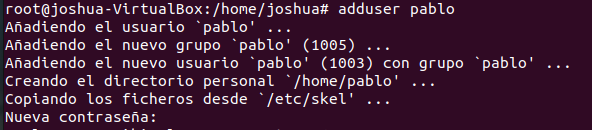 root@joshua-VirtualBox:/home/joshua# adduser pablo
Añadiendo el usuario `pablo' ...
Añadiendo el nuevo grupo `pablo' (1005) ...
Añadiendo el nuevo usuario `pablo' (1003) con grupo `pablo' ...
Creando el directorio personal `/home/pablo' ...
Copiando los ficheros desde `/etc/skel' ...
Nueva contraseña: